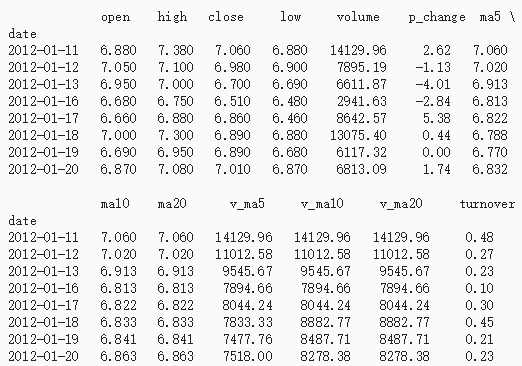 open high close low volume p_change ma5 \
date
2012-01-11 6.880 7.380 7.060 6.880 14129.96 2.62 7.060
2012-01-12 7.050 7.100 6.980 6.900 7895.19 -1.13 7.020
2012-01-13 6.950 7.000 6.700 6.690 6611.87 -4.01 6.913
2012-01-16 6.680 6.750 6.510 6.480 2941.63 -2.84 6.813
2012-01-17 6.660 6.880 6.860 6.460 8642.57 5.38 6.822
2012-01-18 7.000 7.300 6.890 6.880 13075.40 0.44 6.788
2012-01-19 6.690 6.950 6.890 6.680 6117.32 0.00 6.770
2012-01-20 6.870 7.080 7.010 6.870 6813.09 1.74 6.832
ma10 ma20 v_ma5 v_ma10 v_ma20 turnover
date
2012-01-11 7.060 7.060 14129.96 14129.96 14129.96 0.48
2012-01-12 7.020 7.020 11012.58 11012.58 11012.58 0.27
2012-01-13 6.913 6.913 9545.67 9545.67 9545.67 0.23
2012-01-16 6.813 6.813 7894.66 7894.66 7894.66 0.10
2012-01-17 6.822 6.822 8044.24 8044.24 8044.24 0.30
2012-01-18 6.833 6.833 7833.33 8882.77 8882.77 0.45
2012-01-19 6.841 6.841 7477.76 8487.71 8487.71 0.21
2012-01-20 6.863 6.863 7518.00 8278.38 8278.38 0.23